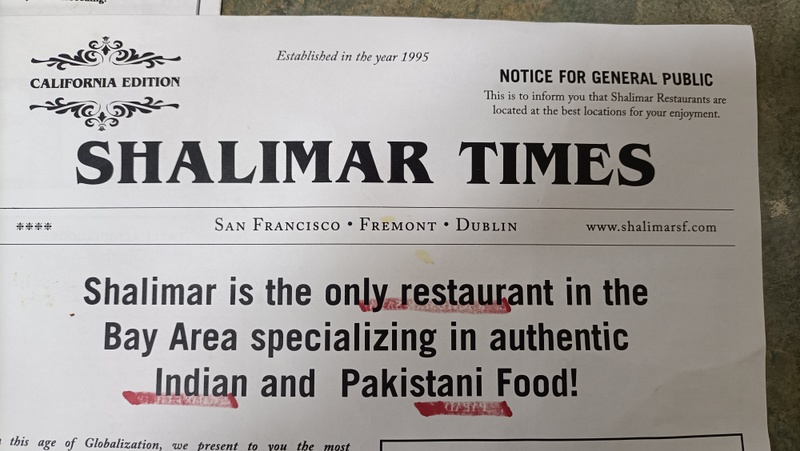 Established in the year 1995
CALIFORNIA EDITION
NOTICE FOR GENERAL PUBLIC
This is to inform you that Shalimar Restaurants are
located at the best locations for your enjoyment.
SHALIMAR TIMES
**** San Francisco • Fremont • Dublin www.shalimarsf.com
Shalimar is the only restaurant in the
Bay Area specializing in authentic
Indian and Pakistani Food!
this age of Globalization, we present to you the most